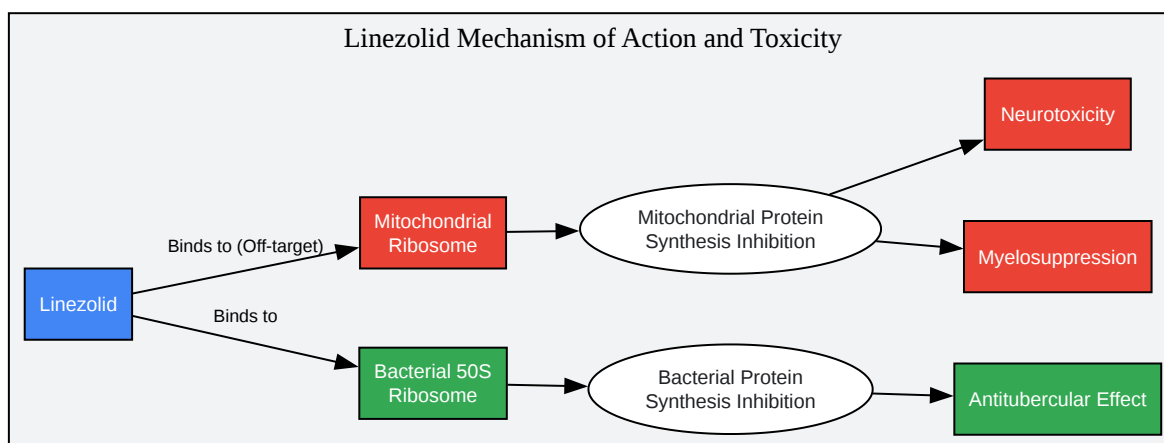 Linezolid Mechanism of Action and Toxicity
Neurotoxicity
Mitochondrial
Ribosome
Mitochondrial Protein
Synthesis Inhibition
Binds to (Off-target)
Myelosuppression
Linezolid
Binds to
Bacterial 50S
Ribosome
Bacterial Protein
Synthesis Inhibition
Antitubercular Effect